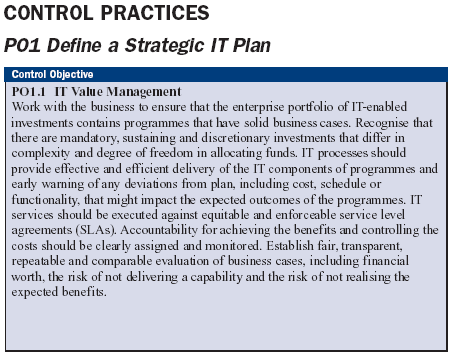 CONTROL PRACTICES
PO1 Define a Strategic IT Plan
Control Objective
PO1.1 IT Value Management
Work with the business to ensure that the enterprise portfolio of IT-enabled
investments contains programmes that have solid business cases. Recognise that
there are mandatory, sustaining and discretionary investments that differ in
complexity and degree of freedom in allocating funds. IT processes should
provide effective and efficient delivery of the IT components of programmes and
early warning of any deviations from plan, including cost, schedule or
functionality, that might impact the expected outcomes of the programmes. IT
services should be executed against equitable and enforceable service level
agreements (SLAs). Accountability for achieving the benefits and controlling the
costs should be clearly assigned and monitored. Establish fair, transparent,
repeatable and comparable evaluation of business cases, including financial
worth, the risk of not delivering a capability and the risk of not realising the
expected benefits.